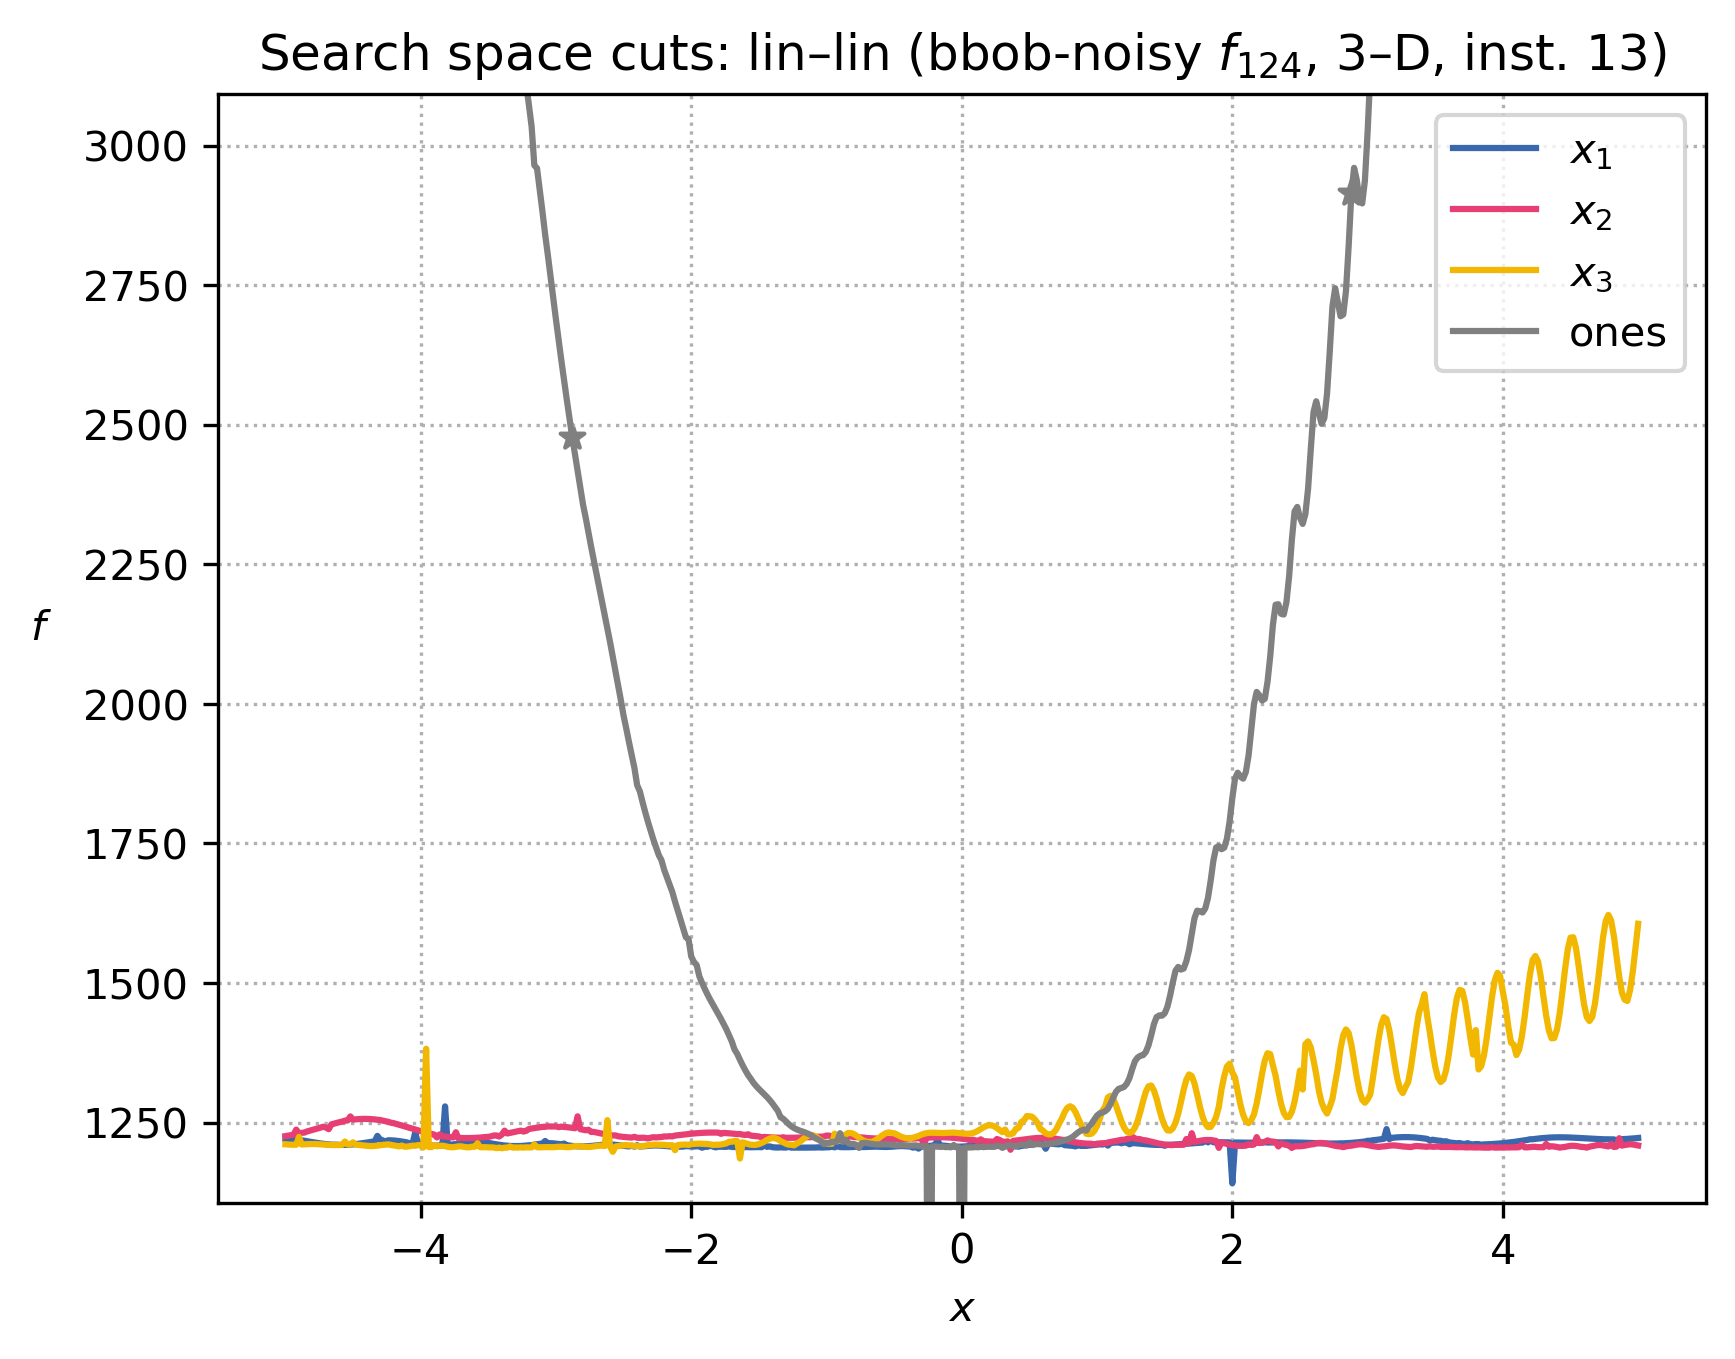 Search space cuts: lin–lin (bbob-noisy f₁₂₄, 3–D, inst. 13)
3000
2750
2500
2250
2000
1750
1500
1250
f
−4
−2
0
2
4
x
x₁
x₂
x₃
ones